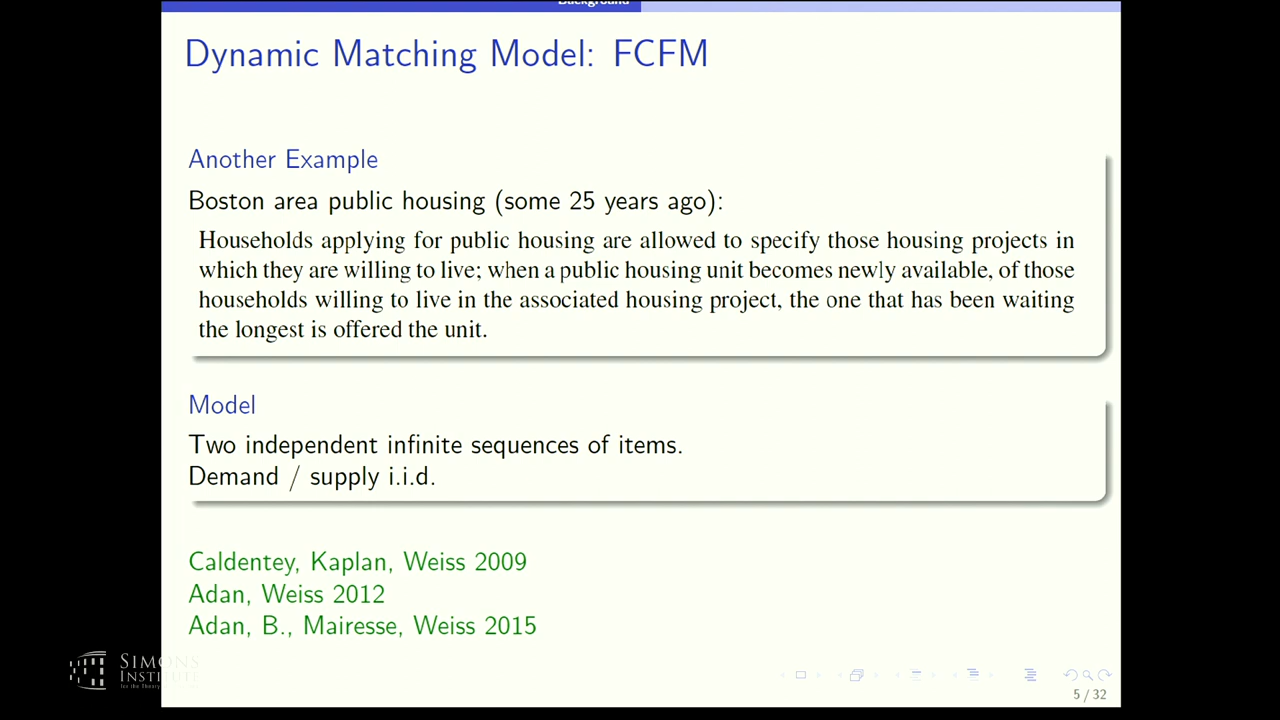 Background
Dynamic Matching Model: FCFM
Another Example
Boston area public housing (some 25 years ago):
Households applying for public housing are allowed to specify those housing projects in
which they are willing to live; when a public housing unit becomes newly available, of those
households willing to live in the associated housing project, the one that has been waiting
the longest is offered the unit.
Model
Two independent infinite sequences of items.
Demand / supply i.i.d.
Caldentey, Kaplan, Weiss 2009
Adan, Weiss 2012
Adan, B., Mairesse, Weiss 2015
SIMONS
INSTITUTE
5 / 32